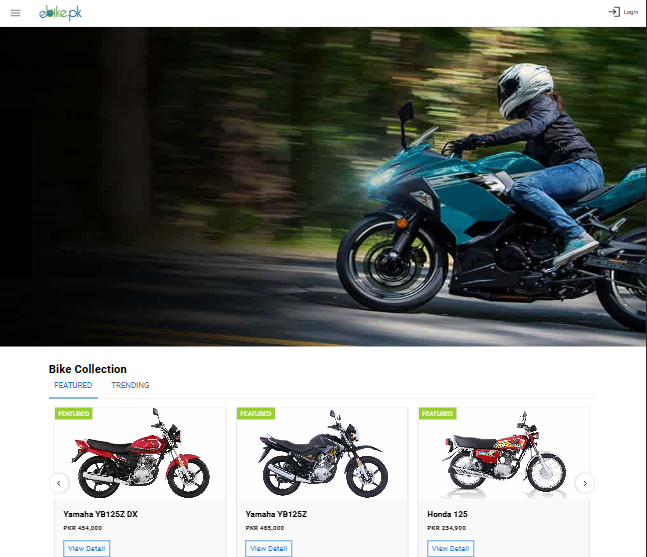 ebike.pk
Login
Bike Collection
FEATURED
TRENDING
FEATURED
FEATURED
FEATURED
Yamaha YB125Z DX
Yamaha YB125Z
Honda 125
PKR 454,000
PKR 485,000
PKR 234,900
View Detail
View Detail
View Detail